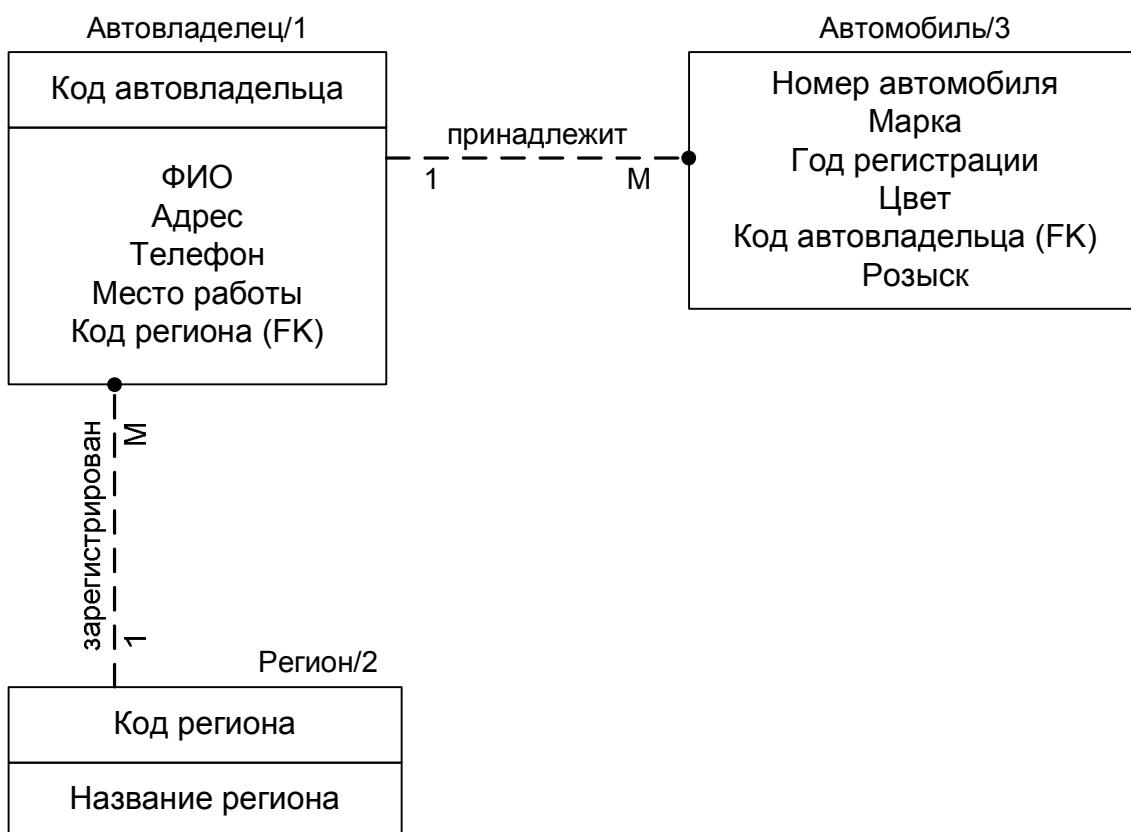 Автовладелец/1
Код автовладельца
ФИО
Адрес
Телефон
Место работы
Код региона (FK)
принадлежит
1
М
Автомобиль/3
Номер автомобиля
Марка
Год регистрации
Цвет
Код автовладельца (FK)
Розыск
зарегистрирован
М
1
Регион/2
Код региона
Название региона